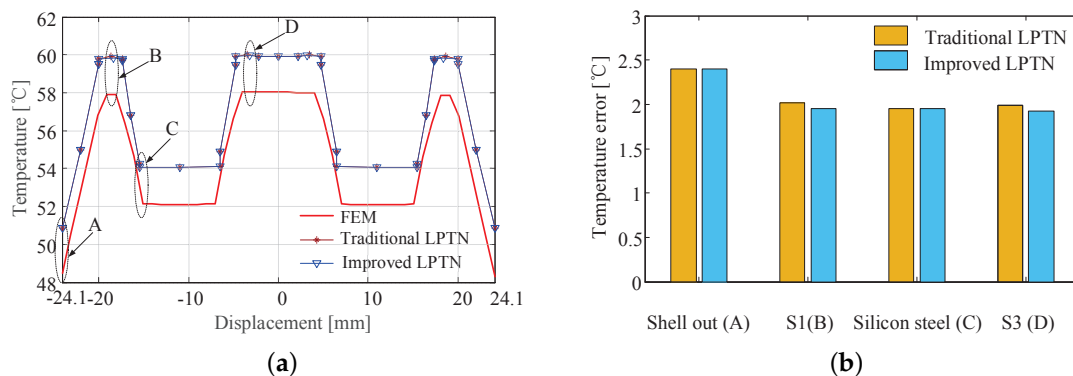 62
60
58
56
54
52
50
48
Temperature [℃]
A
B
C
D
FEM
Traditional LPTN
Improved LPTN
-24.1
-20
-10
0
10
20
24.1
Displacement [mm]
(a)
3
2.5
2
1.5
1
0.5
0
Temperature error [℃]
Traditional LPTN
Improved LPTN
Shell out (A)
S1(B)
Silicon steel (C)
S3 (D)
(b)